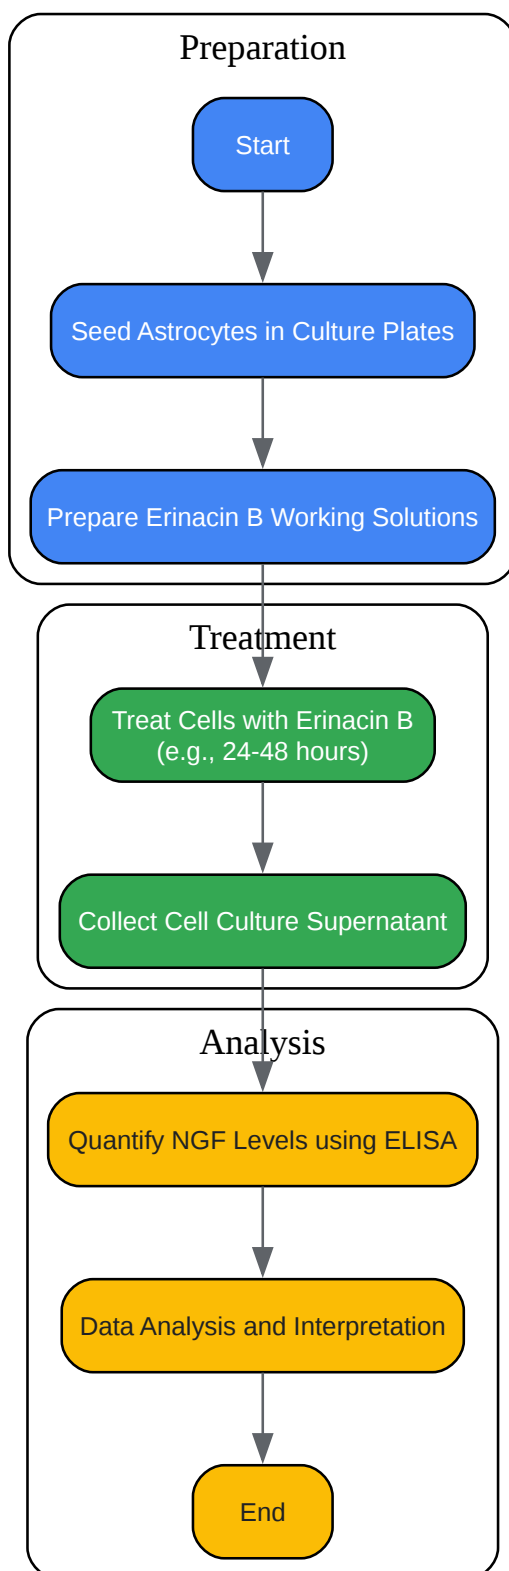 Preparation
Start
Seed Astrocytes in Culture Plates
Prepare Erinacin B Working Solutions
Treatment
Treat Cells with Erinacin B
(e.g., 24-48 hours)
Collect Cell Culture Supernatant
Analysis
Quantify NGF Levels using ELISA
Data Analysis and Interpretation
End